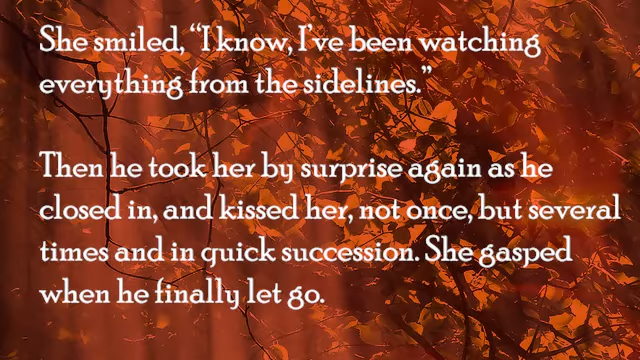 She smiled, “I know, I’ve been watching
everything from the sidelines.”
Then he took her by surprise again as he
closed in, and kissed her, not once, but several
times and in quick succession. She gasped
when he finally let go.